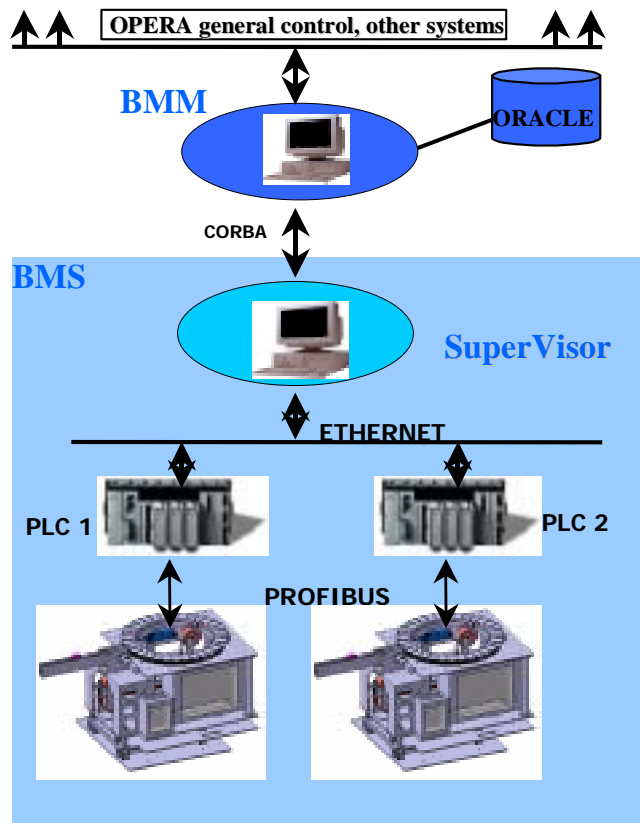 OPERA general control, other systems
BMM
ORACLE
CORBA
BMS
SuperVisor
ETHERNET
PLC 1
PLC 2
PROFIBUS